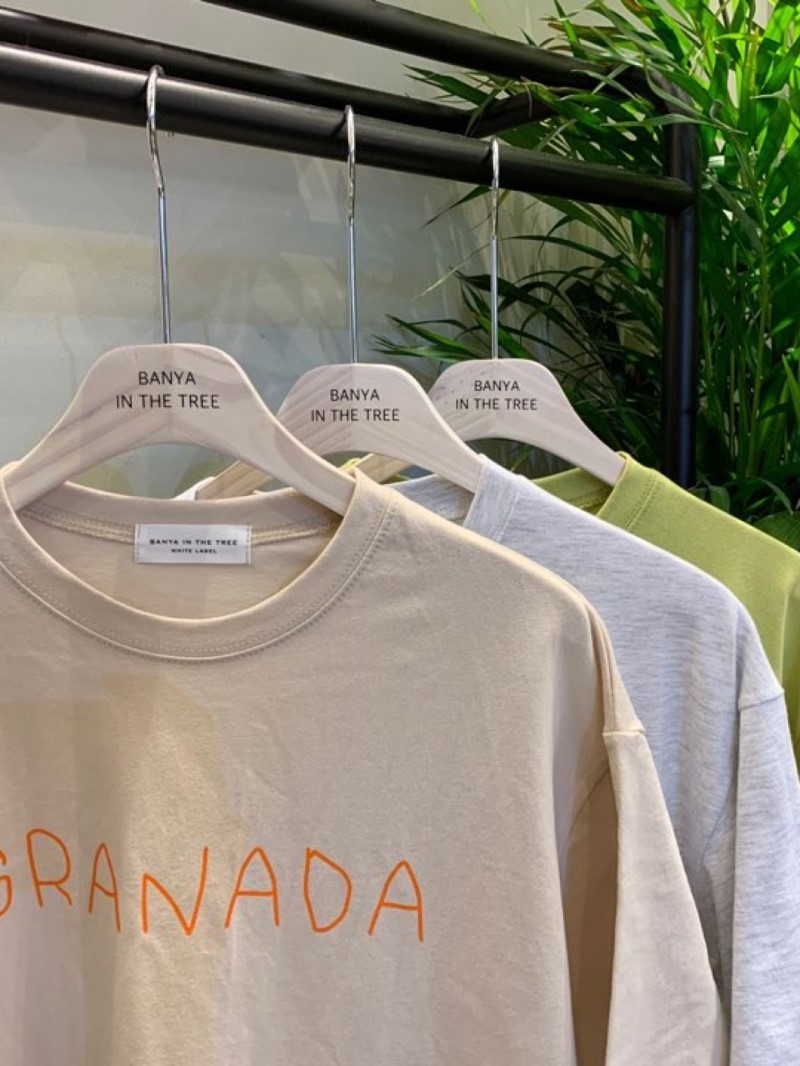 BANYA
IN THE TREE
BANYA
IN THE TREE
BANYA
IN THE TREE
BANYA IN THE TREE
WHITE LABEL
GRANADA